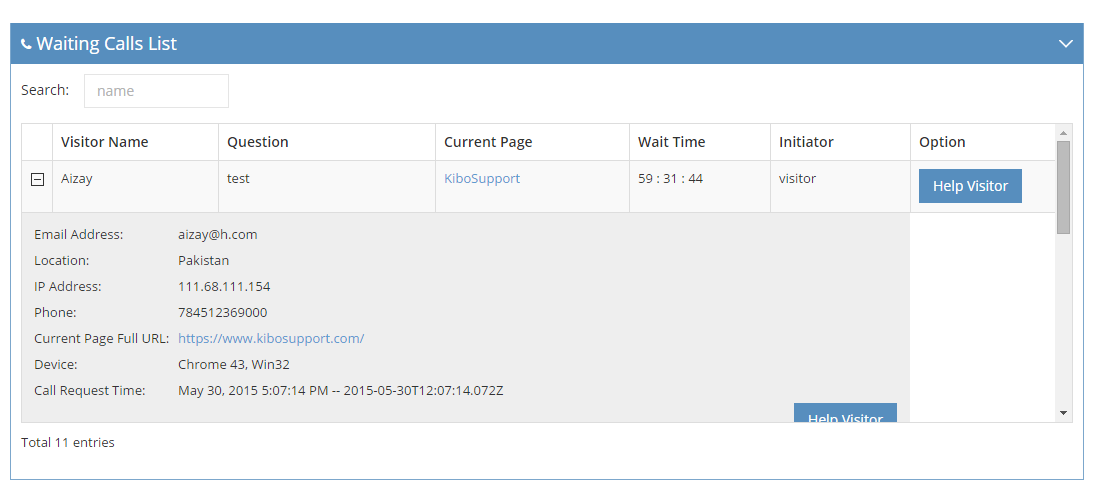 Waiting Calls List
Search: name
Visitor Name Question Current Page Wait Time Initiator Option
Aizay test KiboSupport 59 : 31 : 44 visitor Help Visitor
Email Address: aizay@h.com
Location: Pakistan
IP Address: 111.68.111.154
Phone: 784512369000
Current Page Full URL: https://www.kibosupport.com/
Device: Chrome 43, Win32
Call Request Time: May 30, 2015 5:07:14 PM -- 2015-05-30T12:07:14.072Z
Help Visitor
Total 11 entries